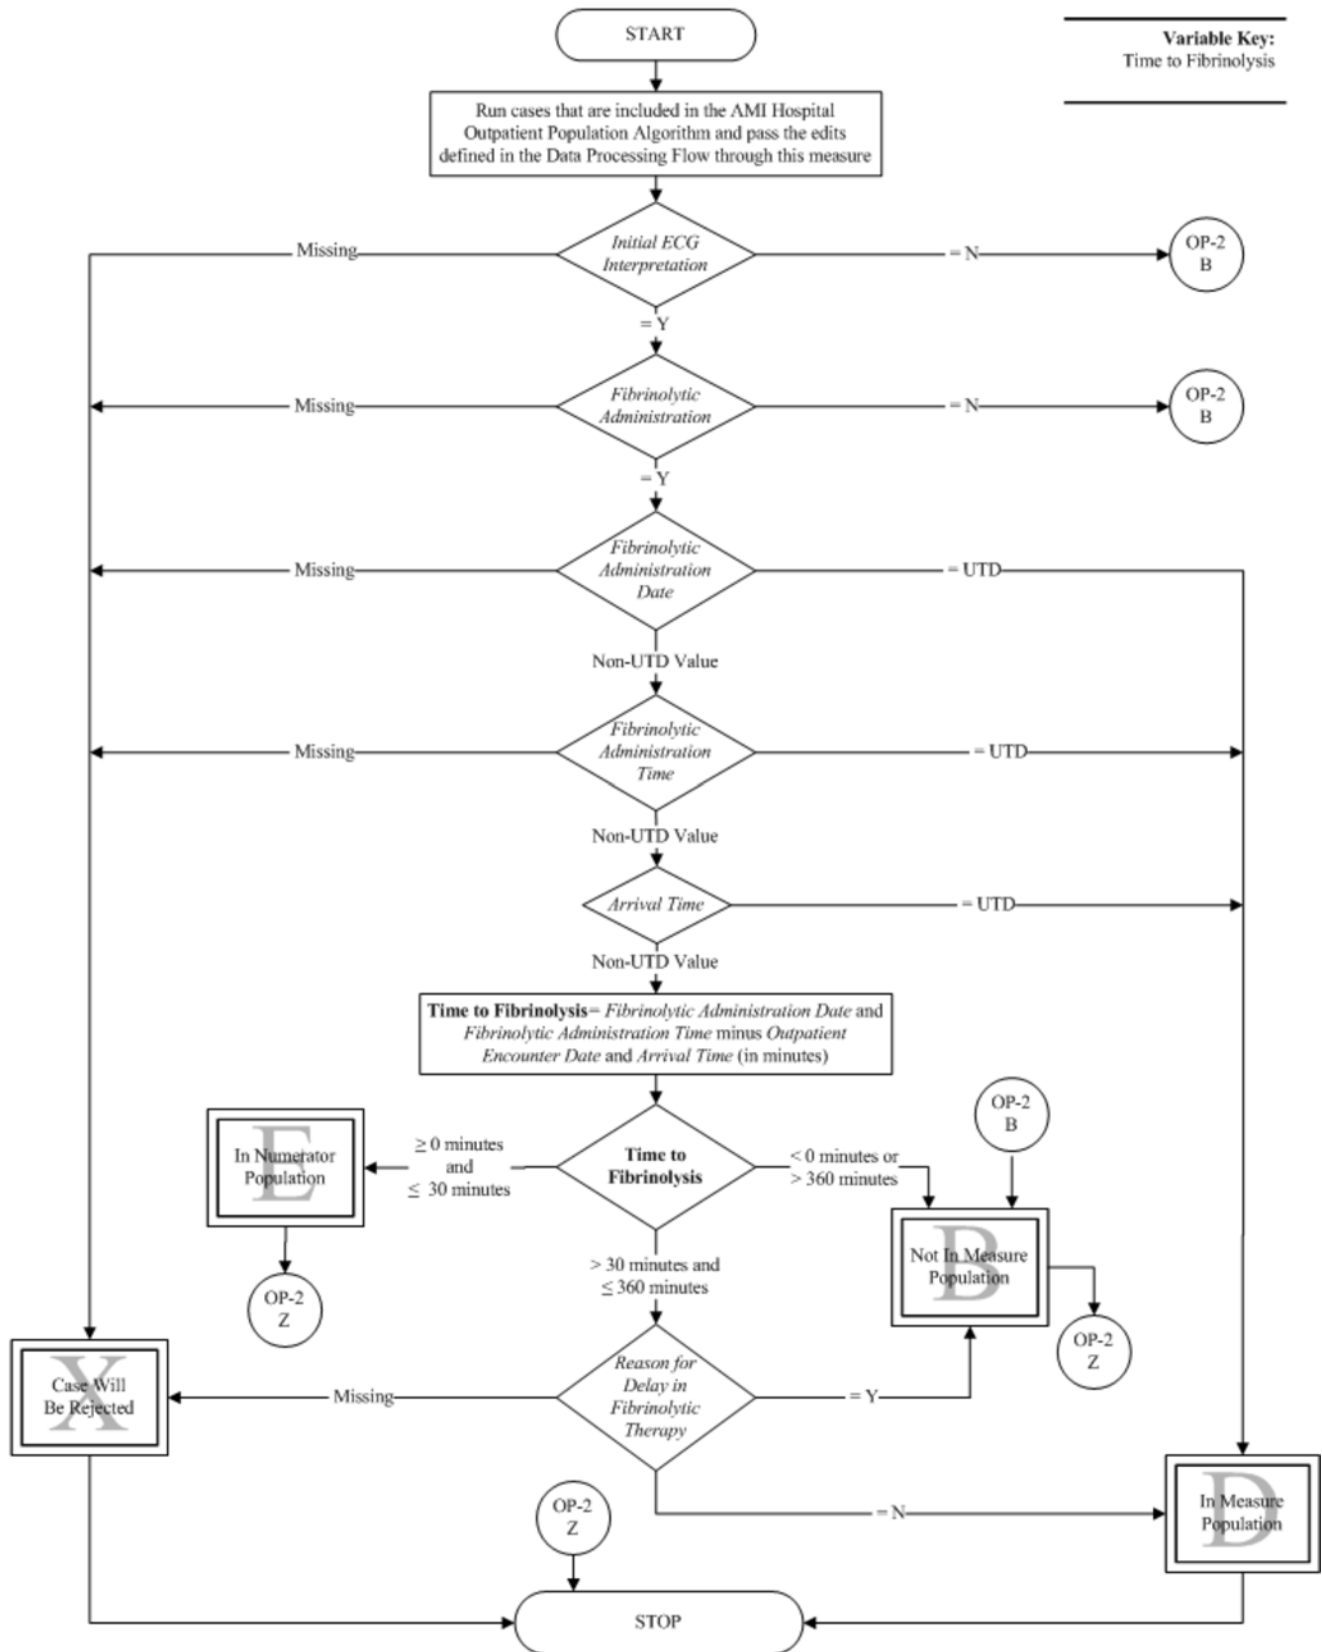 START
Variable Key:
Time to Fibrinolysis
Run cases that are included in the AMI Hospital
Outpatient Population Algorithm and pass the edits
defined in the Data Processing Flow through this measure
Missing
Initial ECG
Interpretation
= N
OP-2
B
= Y
Missing
Fibrinolytic
Administration
= N
OP-2
B
= Y
Missing
Fibrinolytic
Administration
Date
= UTD
Non-UTD Value
Missing
Fibrinolytic
Administration
Time
= UTD
Non-UTD Value
Arrival Time
= UTD
Non-UTD Value
Time to Fibrinolysis= Fibrinolytic Administration Date and
Fibrinolytic Administration Time minus Outpatient
Encounter Date and Arrival Time (in minutes)
E
In Numerator
Population
≥ 0 minutes
and
≤ 30 minutes
Time to
Fibrinolysis
< 0 minutes or
> 360 minutes
OP-2
B
B
Not In Measure
Population
OP-2
Z
> 30 minutes and
≤ 360 minutes
OP-2
Z
X
Case Will
Be Rejected
Missing
Reason for
Delay in
Fibrinolytic
Therapy
= Y
= N
D
In Measure
Population
OP-2
Z
STOP